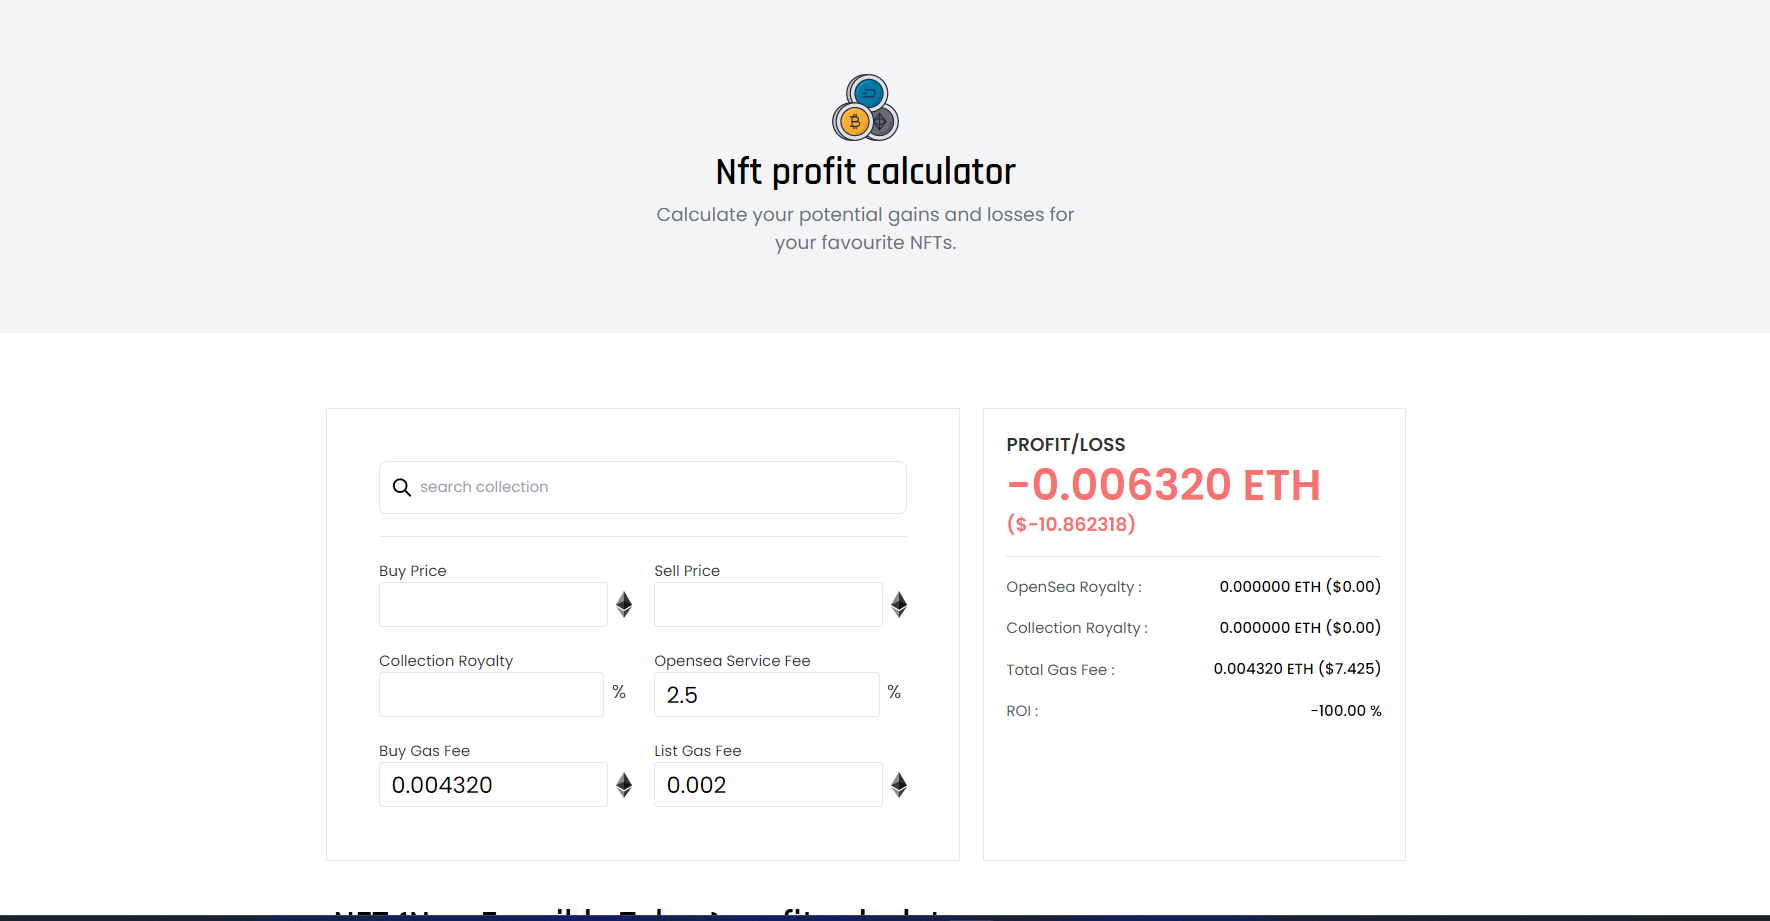 Nft profit calculator
Calculate your potential gains and losses for
your favourite NFTs.
search collection
Buy Price
Sell Price
Collection Royalty
%
Opensea Service Fee
2.5
%
Buy Gas Fee
0.004320
List Gas Fee
0.002
PROFIT/LOSS
-0.006320 ETH
($-10.862318)
OpenSea Royalty : 0.000000 ETH ($0.00)
Collection Royalty : 0.000000 ETH ($0.00)
Total Gas Fee : 0.004320 ETH ($7.425)
ROI : -100.00 %